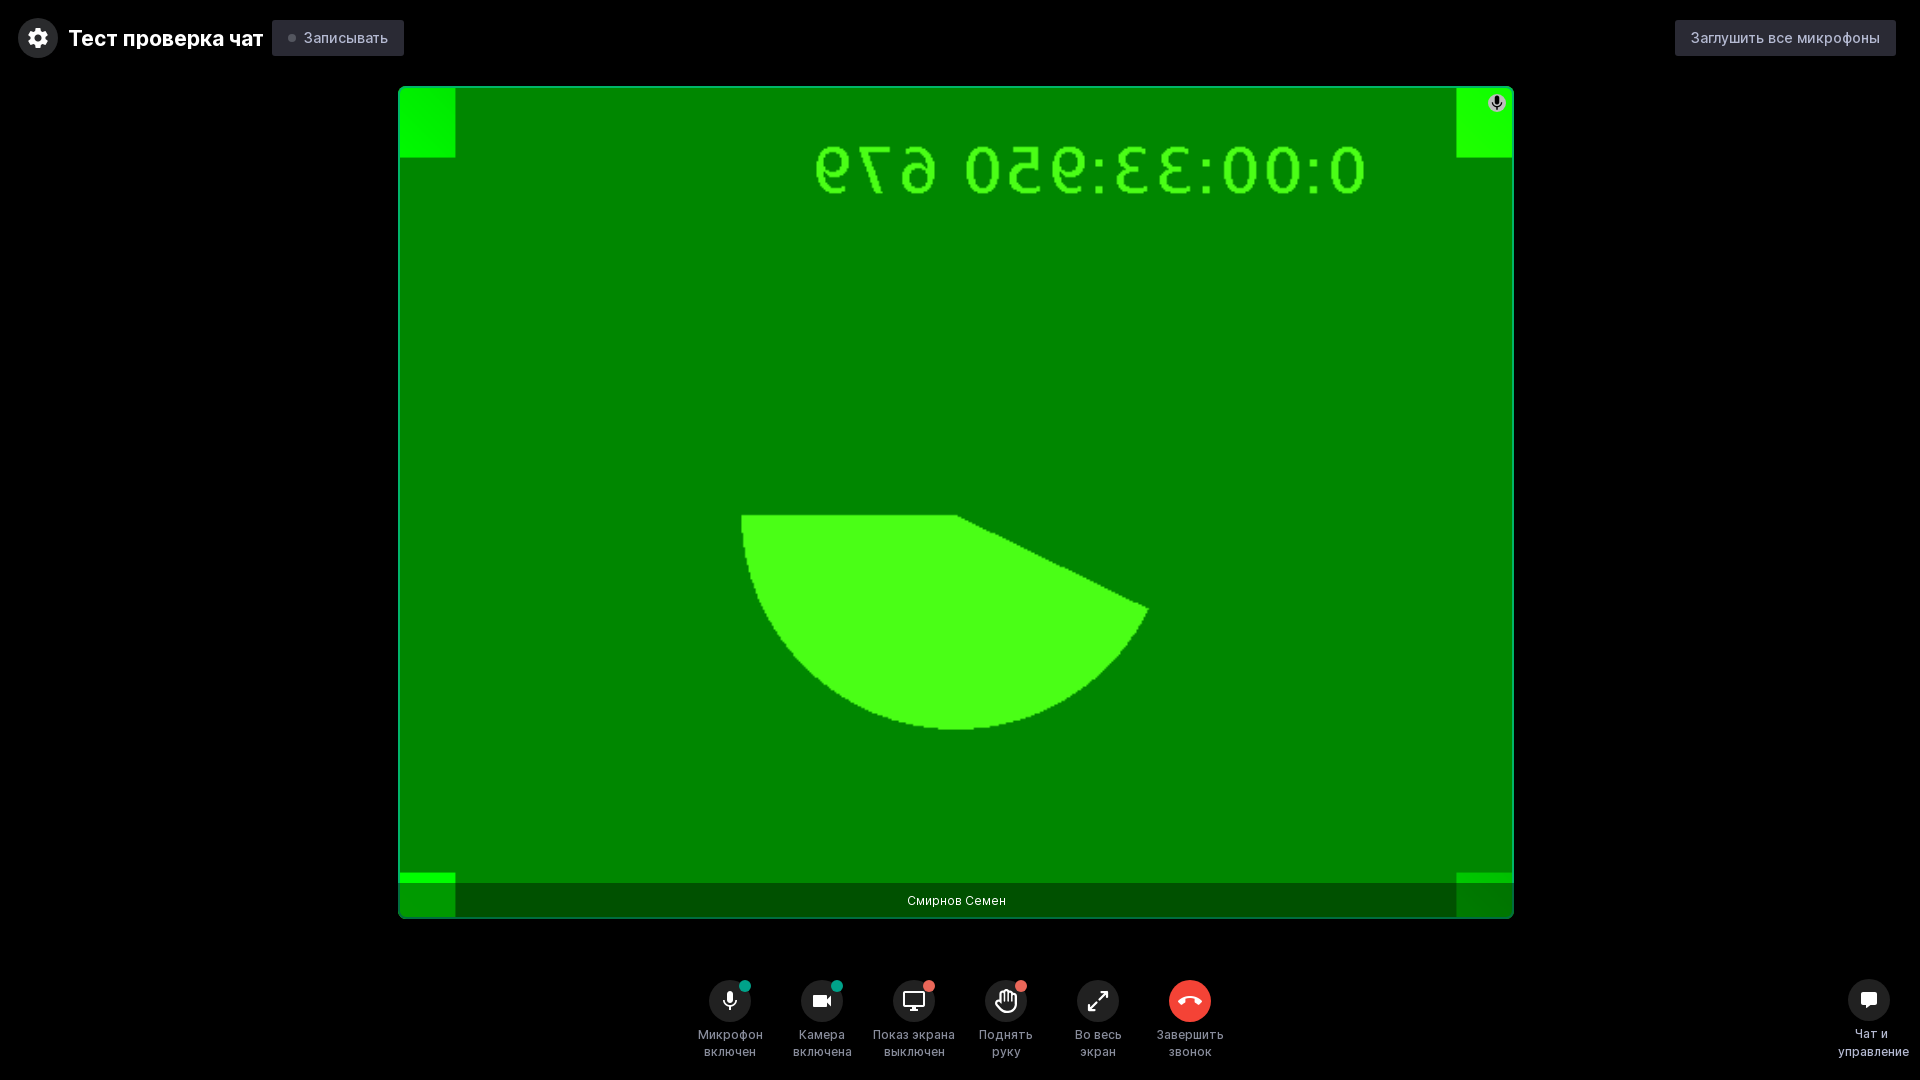 Тест проверка чат
Записывать
Заглушить все микрофоны
0:00:33:950 679
Смирнов Семен
Микрофон
включен
Камера
включена
Показ экрана
выключен
Поднять
руку
Во весь
экран
Завершить
звонок
Чат и
управление